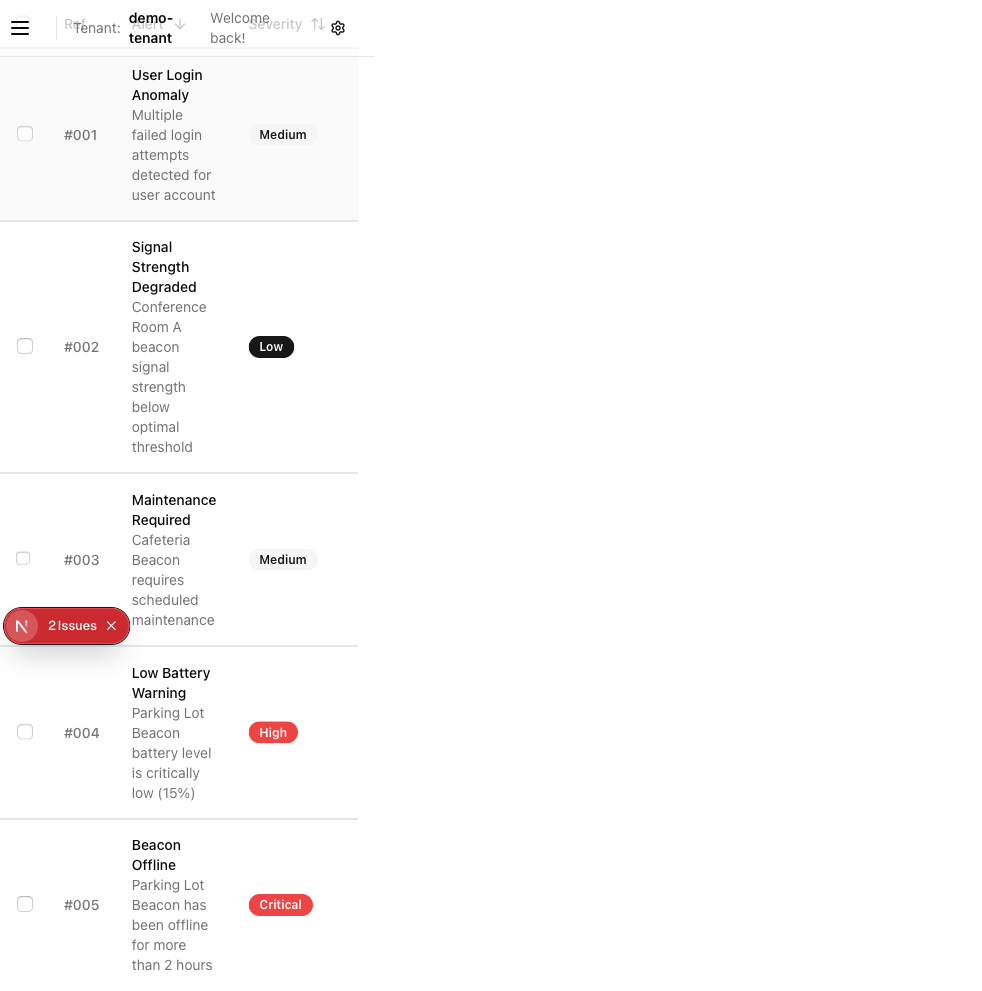 Ref Alert Severity
Tenant: demo-tenant Welcome back!
#001
User Login
Anomaly
Multiple
failed login
attempts
detected for
user account
Medium
#002
Signal
Strength
Degraded
Conference
Room A
beacon
signal
strength
below
optimal
threshold
Low
#003
Maintenance
Required
Cafeteria
Beacon
requires
scheduled
maintenance
Medium
N 2 Issues
#004
Low Battery
Warning
Parking Lot
Beacon
battery level
is critically
low (15%)
High
#005
Beacon
Offline
Parking Lot
Beacon has
been offline
for more
than 2 hours
Critical